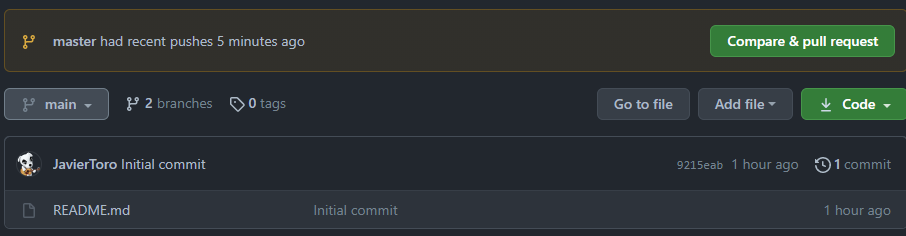 master had recent pushes 5 minutes ago Compare & pull request
main 2 branches 0 tags Go to file Add file Code
JavierToro Initial commit 9215eab 1 hour ago 1 commit
README.md Initial commit 1 hour ago